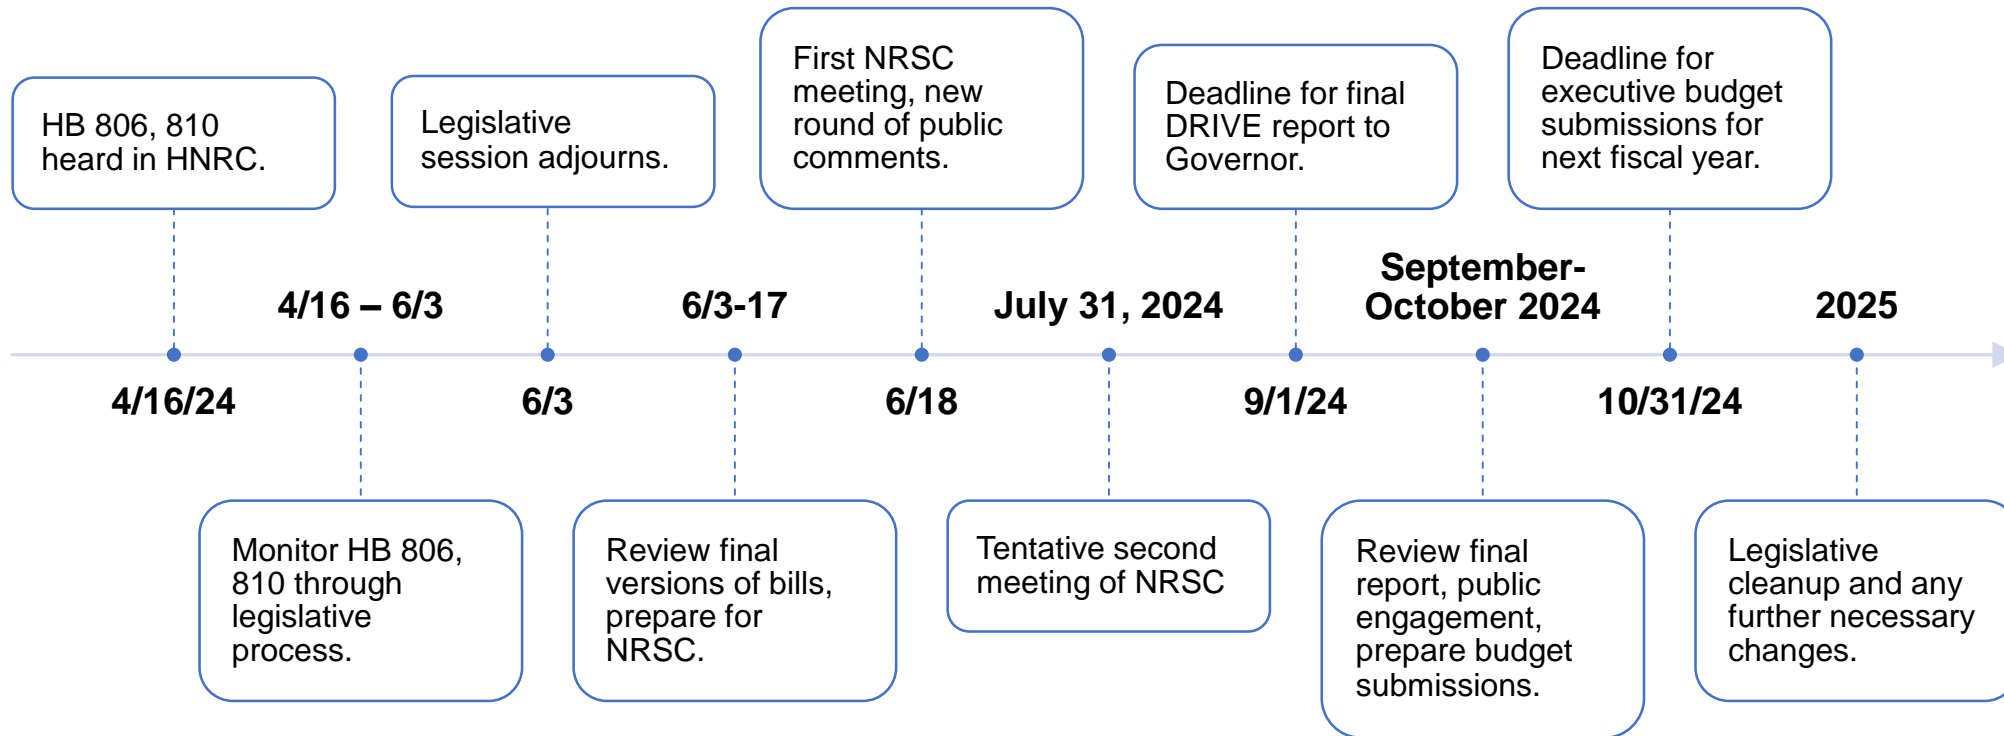 HB 806, 810
heard in HNRC.
Legislative
session adjourns.
First NRSC
meeting, new
round of public
comments.
Deadline for final
DRIVE report to
Governor.
Deadline for
executive budget
submissions for
next fiscal year.
4/16 – 6/3
6/3-17
July 31, 2024
September-
October 2024
2025
4/16/24
6/3
6/18
9/1/24
10/31/24
Monitor HB 806,
810 through
legislative
process.
Review final
versions of bills,
prepare for
NRSC.
Tentative second
meeting of NRSC
Review final
report, public
engagement,
prepare budget
submissions.
Legislative
cleanup and any
further necessary
changes.